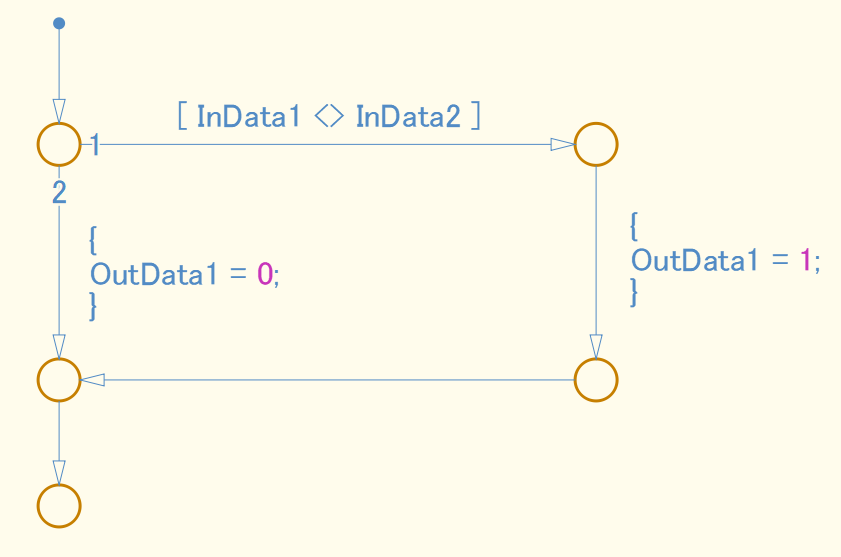 [ InData1 <> InData2 ]
1
2
{
OutData1 = 0;
}
{
OutData1 = 1;
}